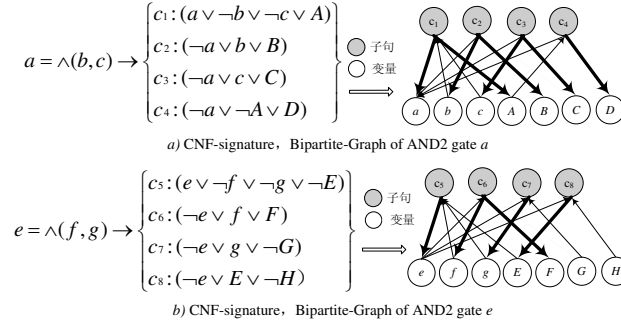 a = ∧(b, c) →
c₁: (a ∨ ¬b ∨ ¬c ∨ A)
c₂: (¬a ∨ b ∨ B)
c₃: (¬a ∨ c ∨ C)
c₄: (¬a ∨ ¬A ∨ D)
子句
变量
c₁ c₂ c₃ c₄
a b c A B C D
a) CNF-signature，Bipartite-Graph of AND2 gate a
e = ∧(f, g) →
c₅: (e ∨ ¬f ∨ ¬g ∨ ¬E)
c₆: (¬e ∨ f ∨ F)
c₇: (¬e ∨ g ∨ ¬G)
c₈: (¬e ∨ E ∨ ¬H）
子句
变量
c₅ c₆ c₇ c₈
e f g E F G H
b) CNF-signature，Bipartite-Graph of AND2 gate e